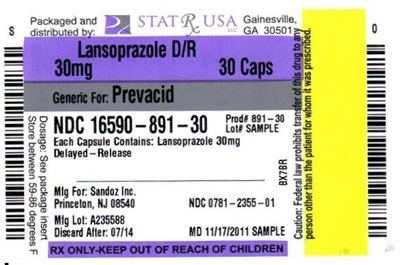 Packaged and distributed by:
STAT Rx USA LLC
Gainesville, GA 30501
S
O
Lansoprazole D/R
30mg 30 Caps
Generic For: Prevacid
NDC 16590-891-30
Prod# 891-30
Lot# SAMPLE
Each Capsule Contains: Lansoprazole 30mg
Delayed-Release
Mfg For: Sandoz Inc.
Princeton, NJ 08540
NDC 0781-2355-01
Mfg Lot: A235588
Discard After: 07/14
MD 11/17/2011 SAMPLE
BX7BR
RX ONLY-KEEP OUT OF REACH OF CHILDREN
Dosage: See package insert
Store between 59-86 degrees F
Caution: Federal law prohibits transfer of this drug to any
person other than the patient for whom it was prescribed.